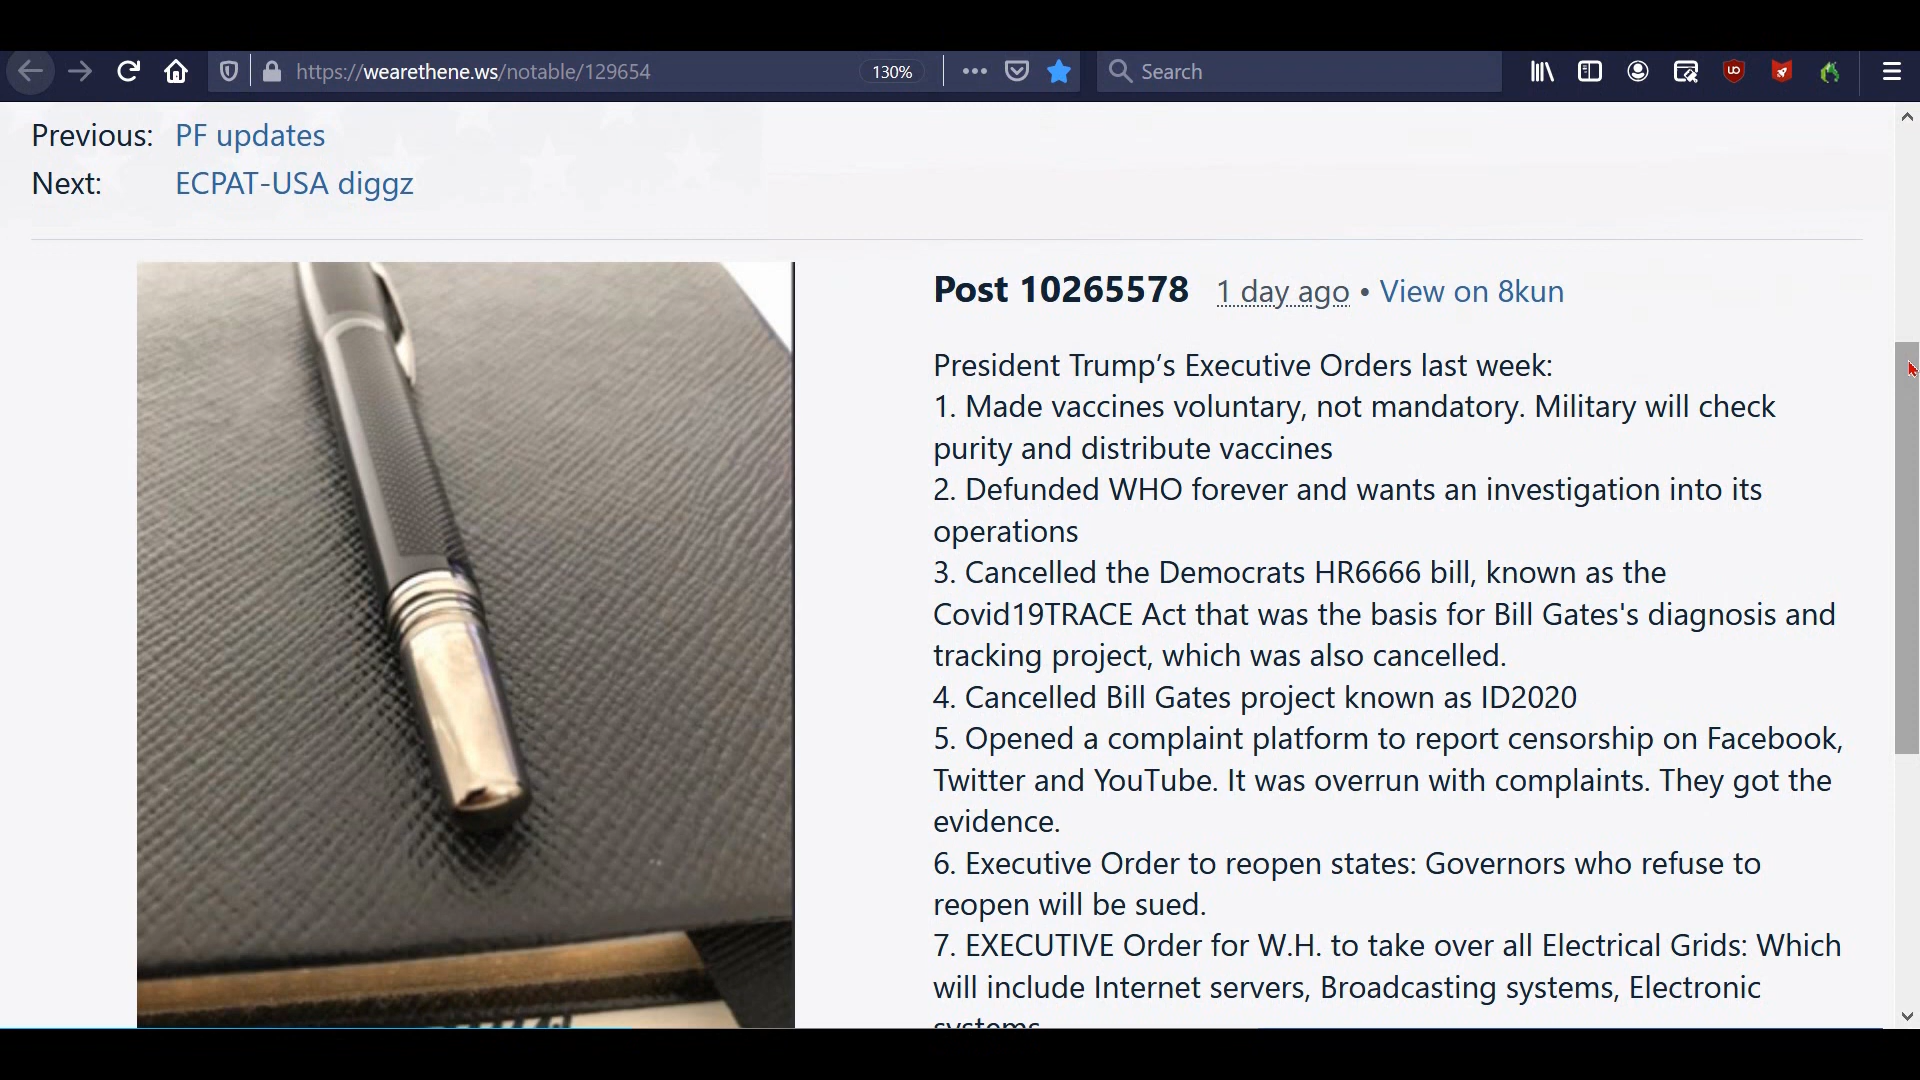 https://wearethene.ws/notable/129654
130%
Search
Previous: PF updates
Next: ECPAT-USA diggz
Post 10265578 1 day ago • View on 8kun
President Trump’s Executive Orders last week:
1. Made vaccines voluntary, not mandatory. Military will check
purity and distribute vaccines
2. Defunded WHO forever and wants an investigation into its
operations
3. Cancelled the Democrats HR6666 bill, known as the
Covid19TRACE Act that was the basis for Bill Gates's diagnosis and
tracking project, which was also cancelled.
4. Cancelled Bill Gates project known as ID2020
5. Opened a complaint platform to report censorship on Facebook,
Twitter and YouTube. It was overrun with complaints. They got the
evidence.
6. Executive Order to reopen states: Governors who refuse to
reopen will be sued.
7. EXECUTIVE Order for W.H. to take over all Electrical Grids: Which
will include Internet servers, Broadcasting systems, Electronic
systems